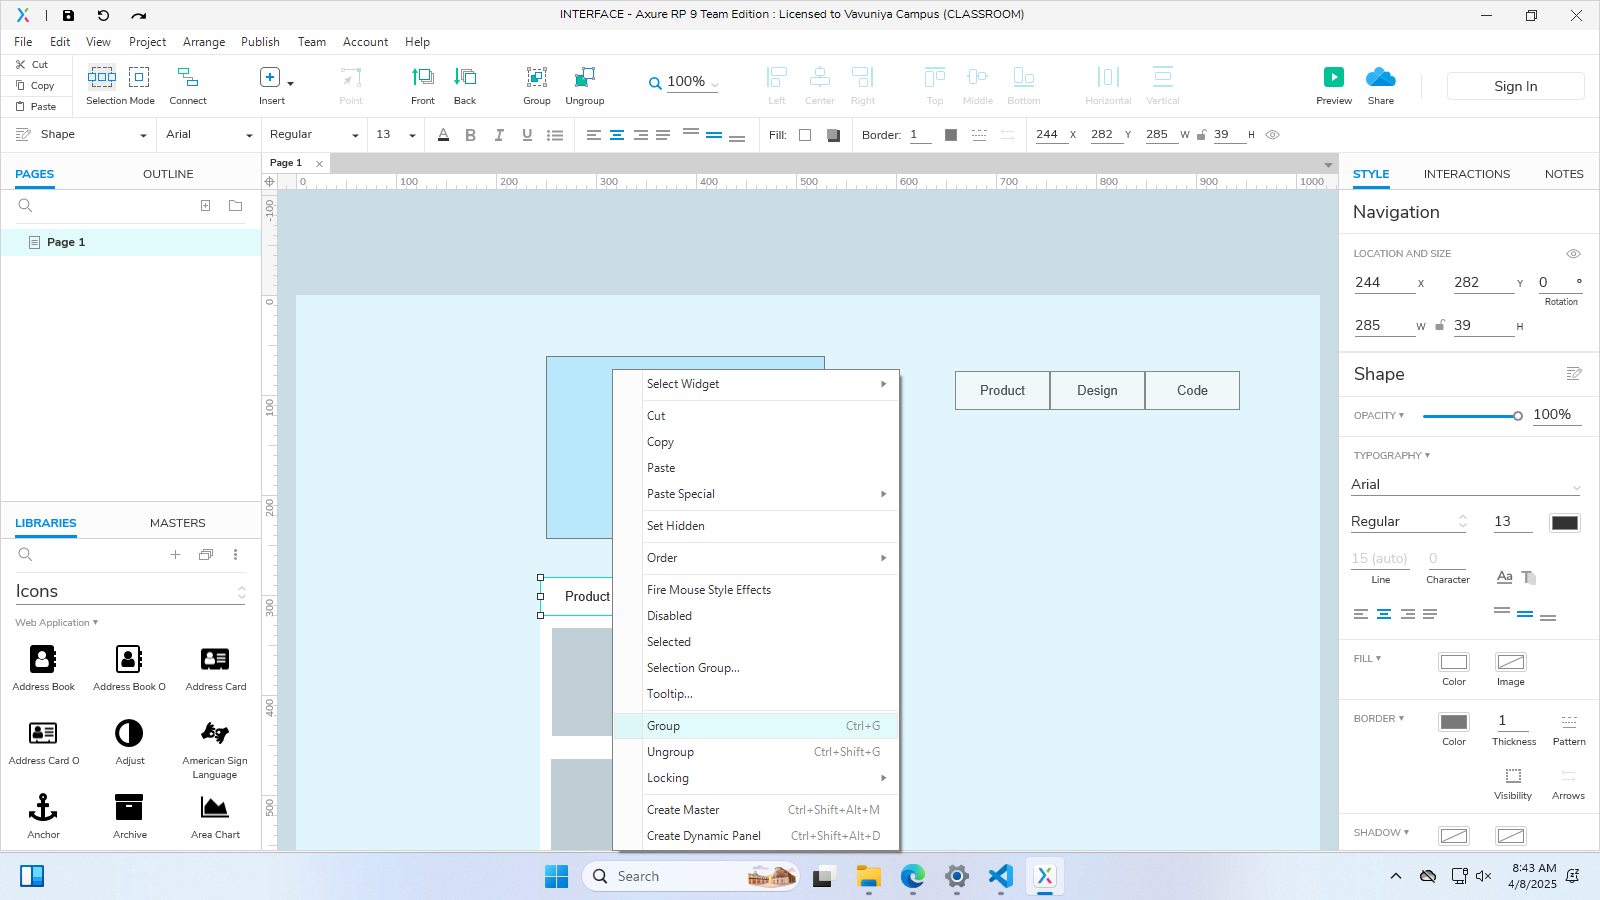 INTERFACE - Axure RP 9 Team Edition : Licensed to Vavuniya Campus (CLASSROOM)
File Edit View Project Arrange Publish Team Account Help
Cut
Copy
Paste
Selection Mode Connect Insert Point Front Back Group Ungroup 100% Left Center Right Top Middle Bottom Horizontal Vertical Preview Share Sign In
Shape Arial Regular 13 A B I U Fill: Border: 1 244 X 282 Y 285 W 39 H
PAGES OUTLINE
Page 1
Page 1
0 100 200 300 400 500 600 700 800 900 1000
-100 0 100 200 300 400 500
LIBRARIES MASTERS
Icons
Web Application
Address Book Address Book O Address Card
Address Card O Adjust American Sign Language
Anchor Archive Area Chart
Product Design Code
Product
Select Widget
Cut
Copy
Paste
Paste Special
Set Hidden
Order
Fire Mouse Style Effects
Disabled
Selected
Selection Group...
Tooltip...
Group Ctrl+G
Ungroup Ctrl+Shift+G
Locking
Create Master Ctrl+Shift+Alt+M
Create Dynamic Panel Ctrl+Shift+Alt+D
STYLE INTERACTIONS NOTES
Navigation
LOCATION AND SIZE
244 X 282 Y 0 °
Rotation
285 W 39 H
Shape
OPACITY 100%
TYPOGRAPHY
Arial
Regular 13
15 (auto) 0
Line Character
Aa T
FILL
Color Image
BORDER 1
Color Thickness Pattern
Visibility Arrows
SHADOW
Search
8:43 AM
4/8/2025